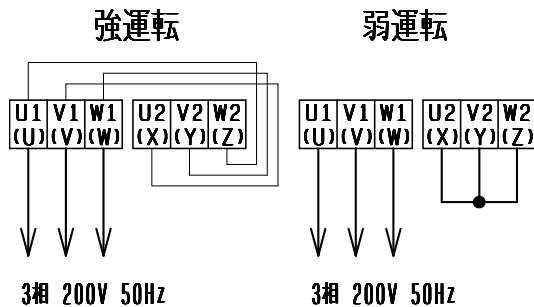 強運転 弱運転
U1 V1 W1 U2 V2 W2 U1 V1 W1 U2 V2 W2
(U) (V) (W) (X) (Y) (Z) (U) (V) (W) (X) (Y) (Z)
3相 200V 50Hz 3相 200V 50Hz